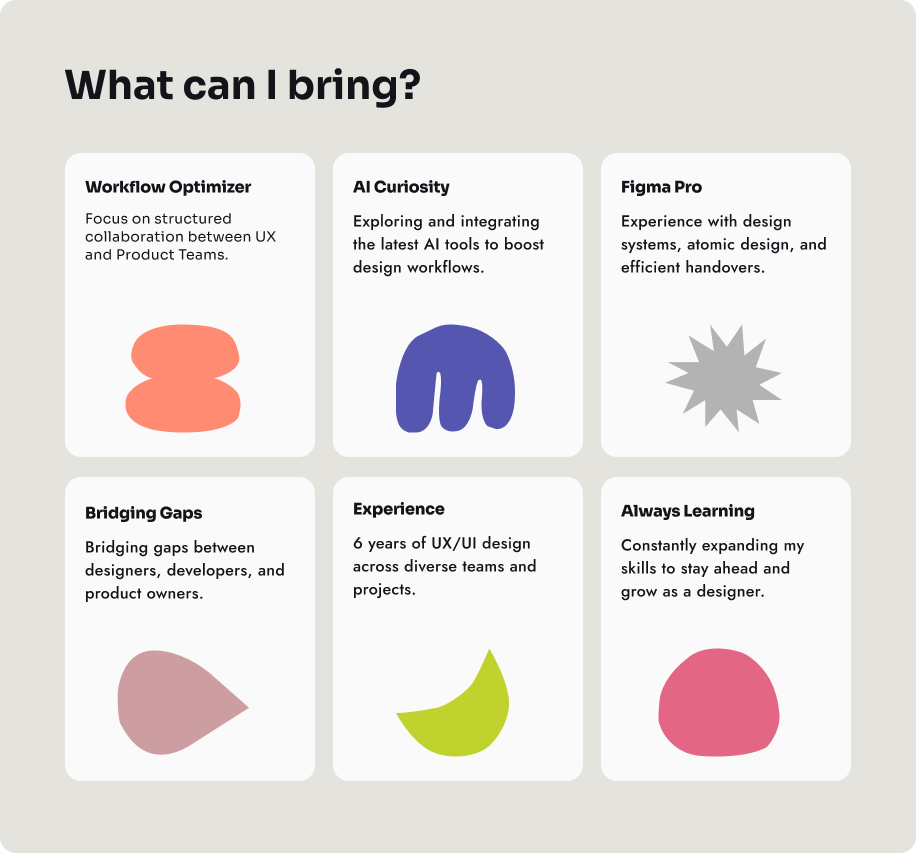 What can I bring?
Workflow Optimizer
Focus on structured
collaboration between UX
and Product Teams.
AI Curiosity
Exploring and integrating
the latest AI tools to boost
design workflows.
Figma Pro
Experience with design
systems, atomic design, and
efficient handovers.
Bridging Gaps
Bridging gaps between
designers, developers, and
product owners.
Experience
6 years of UX/UI design
across diverse teams and
projects.
Always Learning
Constantly expanding my
skills to stay ahead and
grow as a designer.